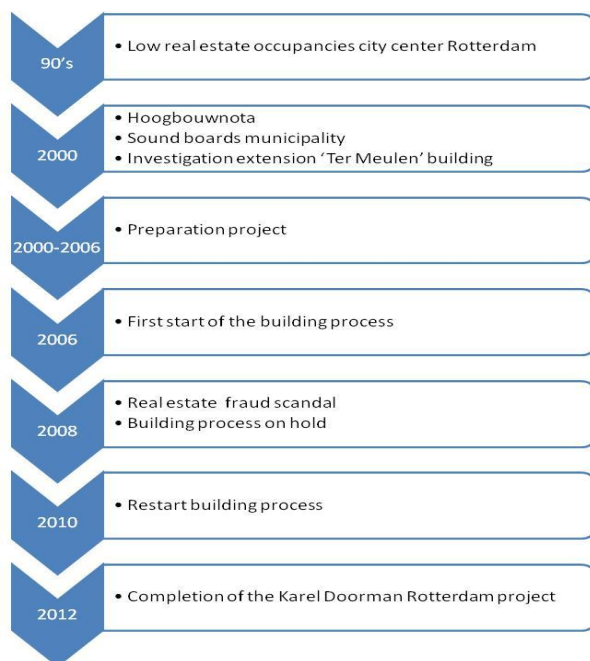 90's
• Low real estate occupancies city center Rotterdam
2000
• Hoogbouwnota
• Sound boards municipality
• Investigation extension ‘Ter Meulen’ building
2000-2006
• Preparation project
2006
• First start of the building process
2008
• Real estate fraud scandal
• Building process on hold
2010
• Restart building process
2012
• Completion of the Karel Doorman Rotterdam project